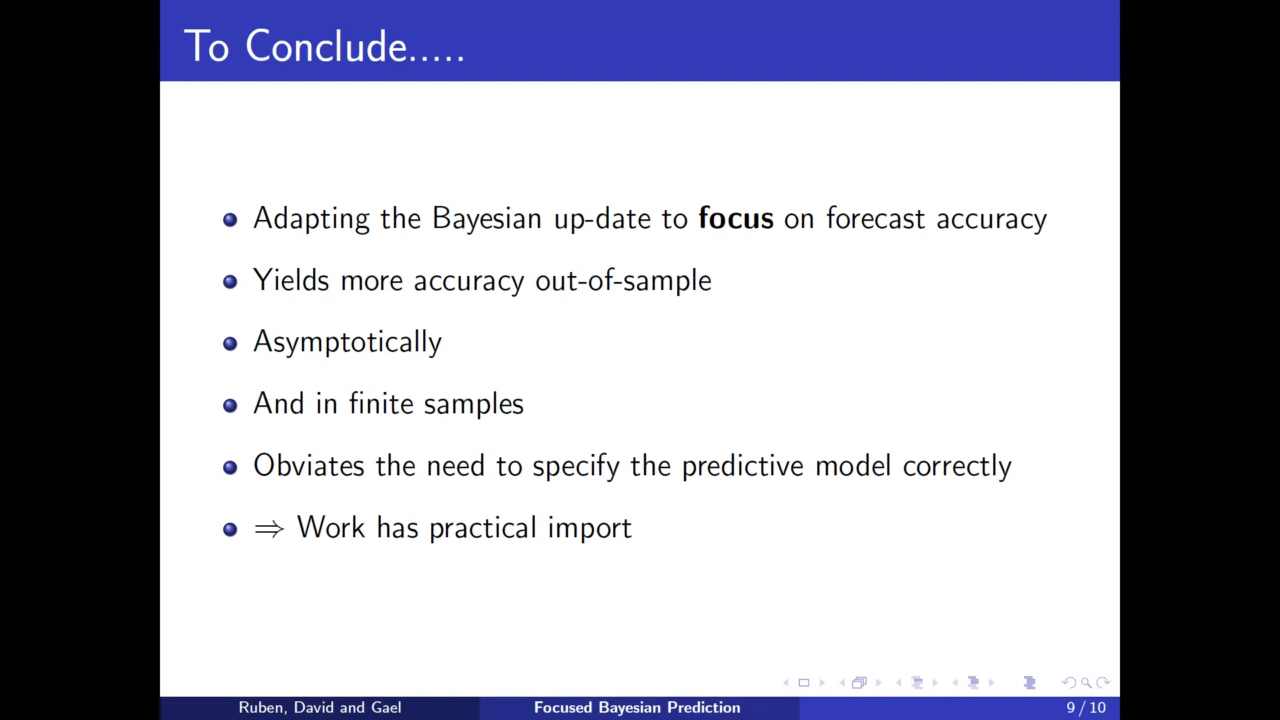 To Conclude.....
Adapting the Bayesian up-date to focus on forecast accuracy
Yields more accuracy out-of-sample
Asymptotically
And in finite samples
Obviates the need to specify the predictive model correctly
⇒ Work has practical import
Ruben, David and Gael
Focused Bayesian Prediction
9 / 10